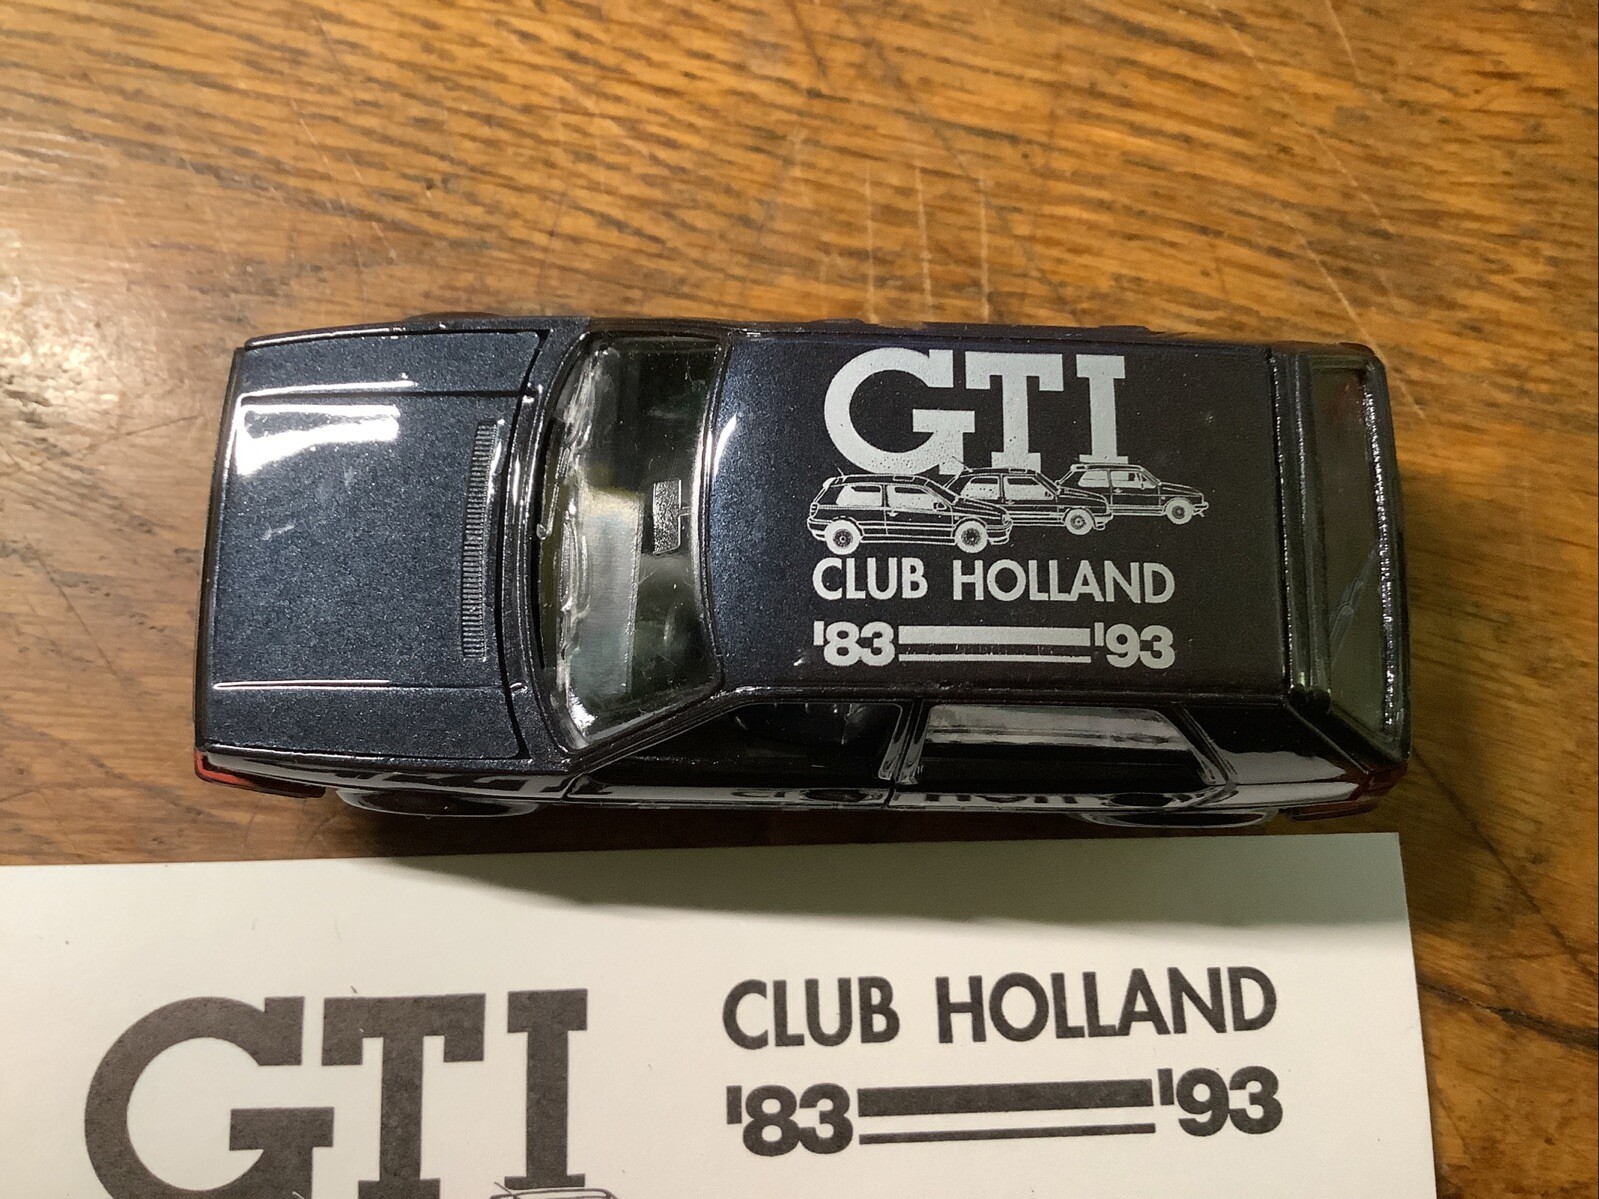 GTI
CLUB HOLLAND
'83 '93
GTI
CLUB HOLLAND
'83 '93